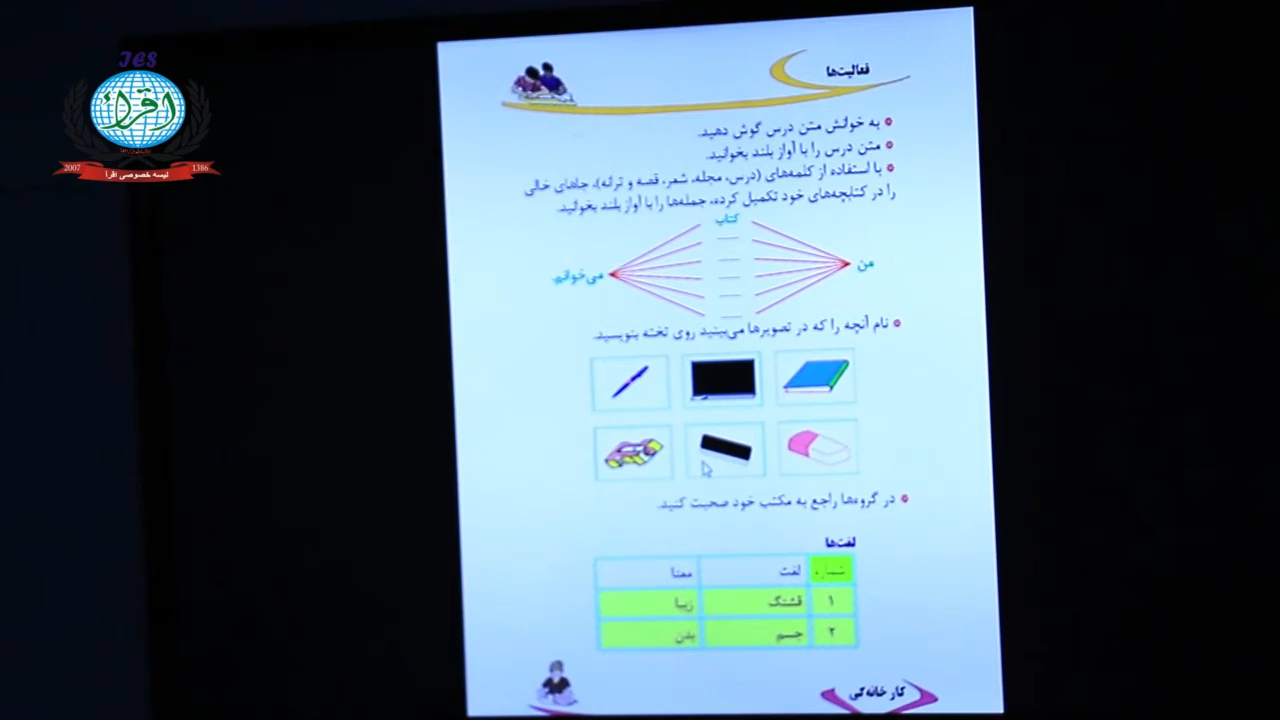 IES
اقرأ
2007
1386
لیسه خصوصی اقرأ
فعالیت‌ها
به خوانش متن درس گوش دهید.
متن درس را با آواز بلند بخوانید.
با استفاده از کلمه‌های (درس، مجله، شعر، قصه و ترانه)، جاهای خالی
را در کتابچه‌های خود تکمیل کرده، جمله‌ها را با آواز بلند بخوانید.
کتاب
من
می‌خوانم.
نام آنچه را که در تصویرها می‌بینید روی تخته بنویسید.
در گروه‌ها راجع به مکتب خود صحبت کنید.
لغت‌ها
شماره لغت معنا
۱ قشنگ زیبا
۲ جسم بدن
کار خانه‌گی